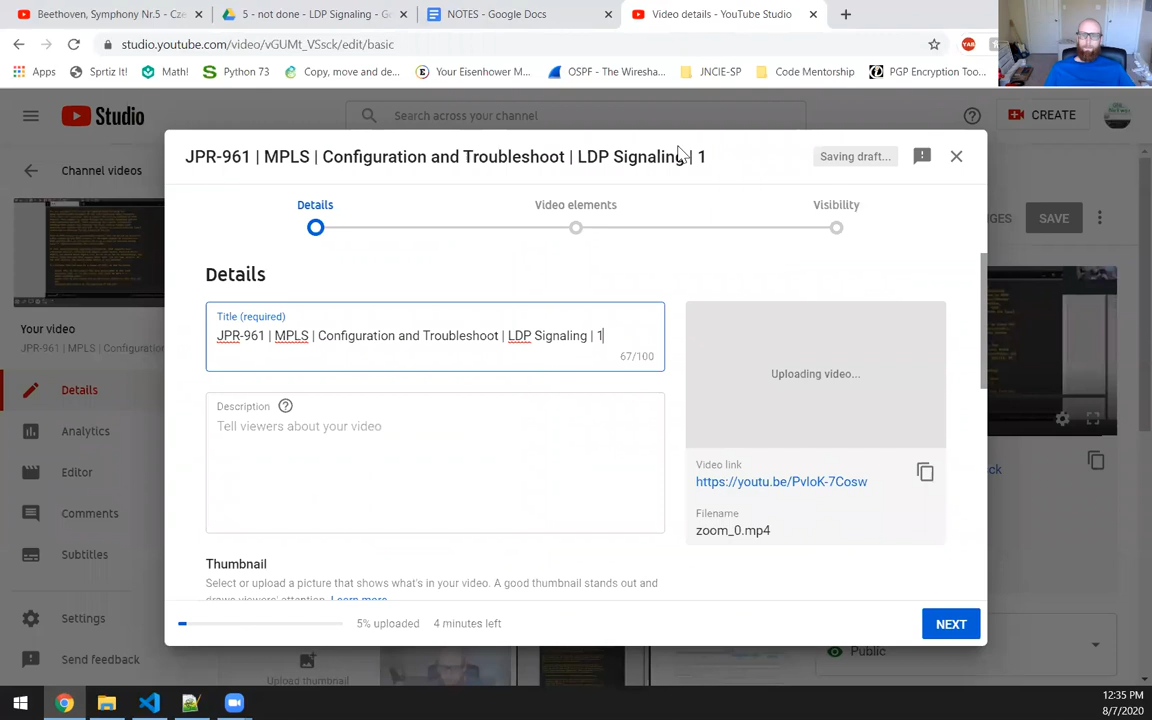 Beethoven, Symphony Nr.5 - Cze
5 - not done - LDP Signaling - Go
NOTES - Google Docs
Video details - YouTube Studio
studio.youtube.com/video/vGUMt_VSsck/edit/basic
YAB
Apps
Sprtiz It!
Math!
Python 73
Copy, move and de...
Your Eisenhower M...
OSPF - The Wiresha...
JNCIE-SP
Code Mentorship
PGP Encryption Too...
Studio
Search across your channel
CREATE
Channel videos
JPR-961 | MPLS | Configuration and Troubleshoot | LDP Signaling | 1
Saving draft...
Details
Video elements
Visibility
NGES
SAVE
Details
Title (required)
JPR-961 | MPLS | Configuration and Troubleshoot | LDP Signaling | 1
67/100
Uploading video...
Description
Tell viewers about your video
Video link
https://youtu.be/PvloK-7Cosw
Filename
zoom_0.mp4
Thumbnail
Select or upload a picture that shows what's in your video. A good thumbnail stands out and
draws viewers' attention. Learn more
5% uploaded
4 minutes left
NEXT
Your video
JPR-961 | MPLS | Configuration
Details
Analytics
Editor
Comments
Subtitles
Settings
Send feedback
Upload thumbnail
ck
Public
12:35 PM
8/7/2020